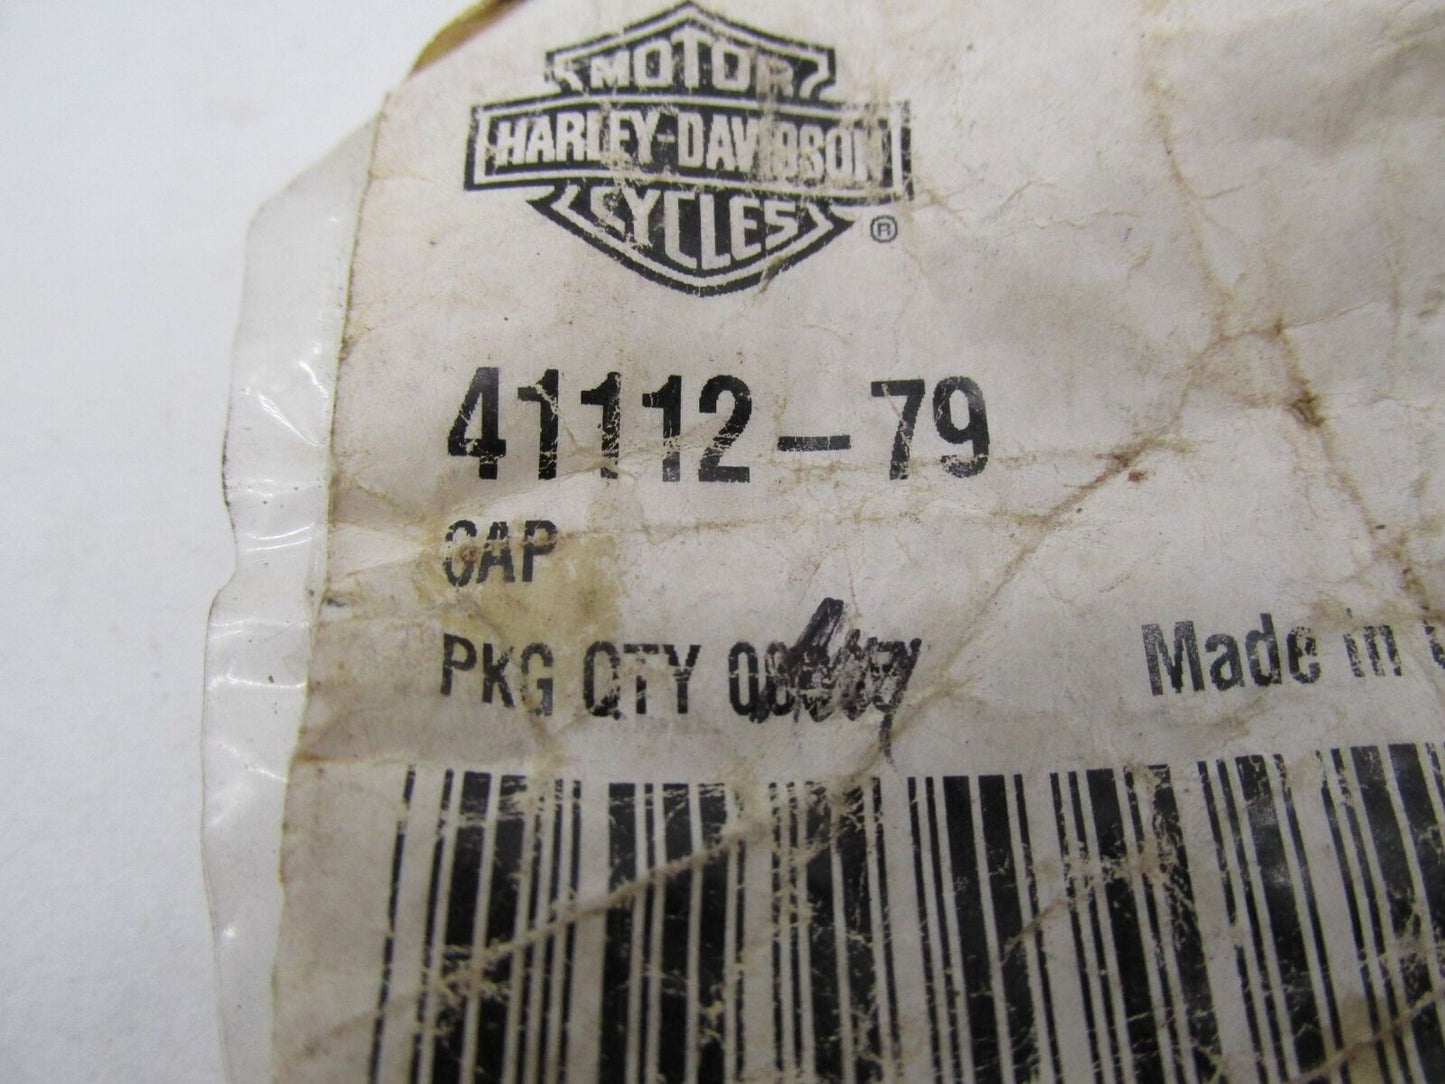 MOTOR
HARLEY-DAVIDSON
CYCLES
®
41112-79
CAP
PKG QTY
Made in